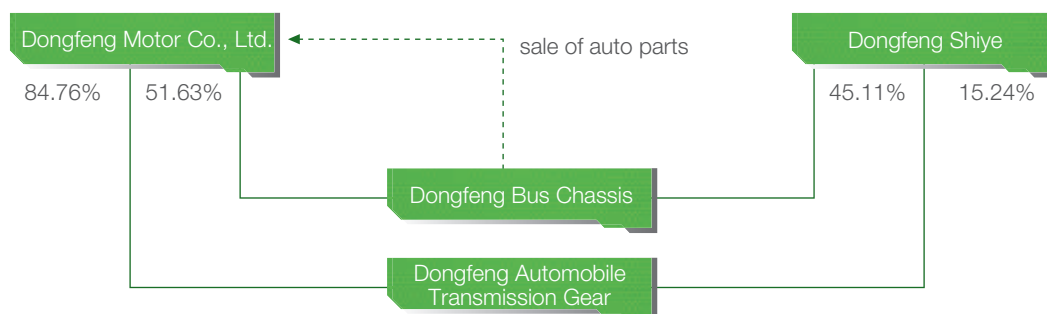 Dongfeng Motor Co., Ltd.
sale of auto parts
Dongfeng Shiye
84.76%
51.63%
45.11%
15.24%
Dongfeng Bus Chassis
Dongfeng Automobile
Transmission Gear